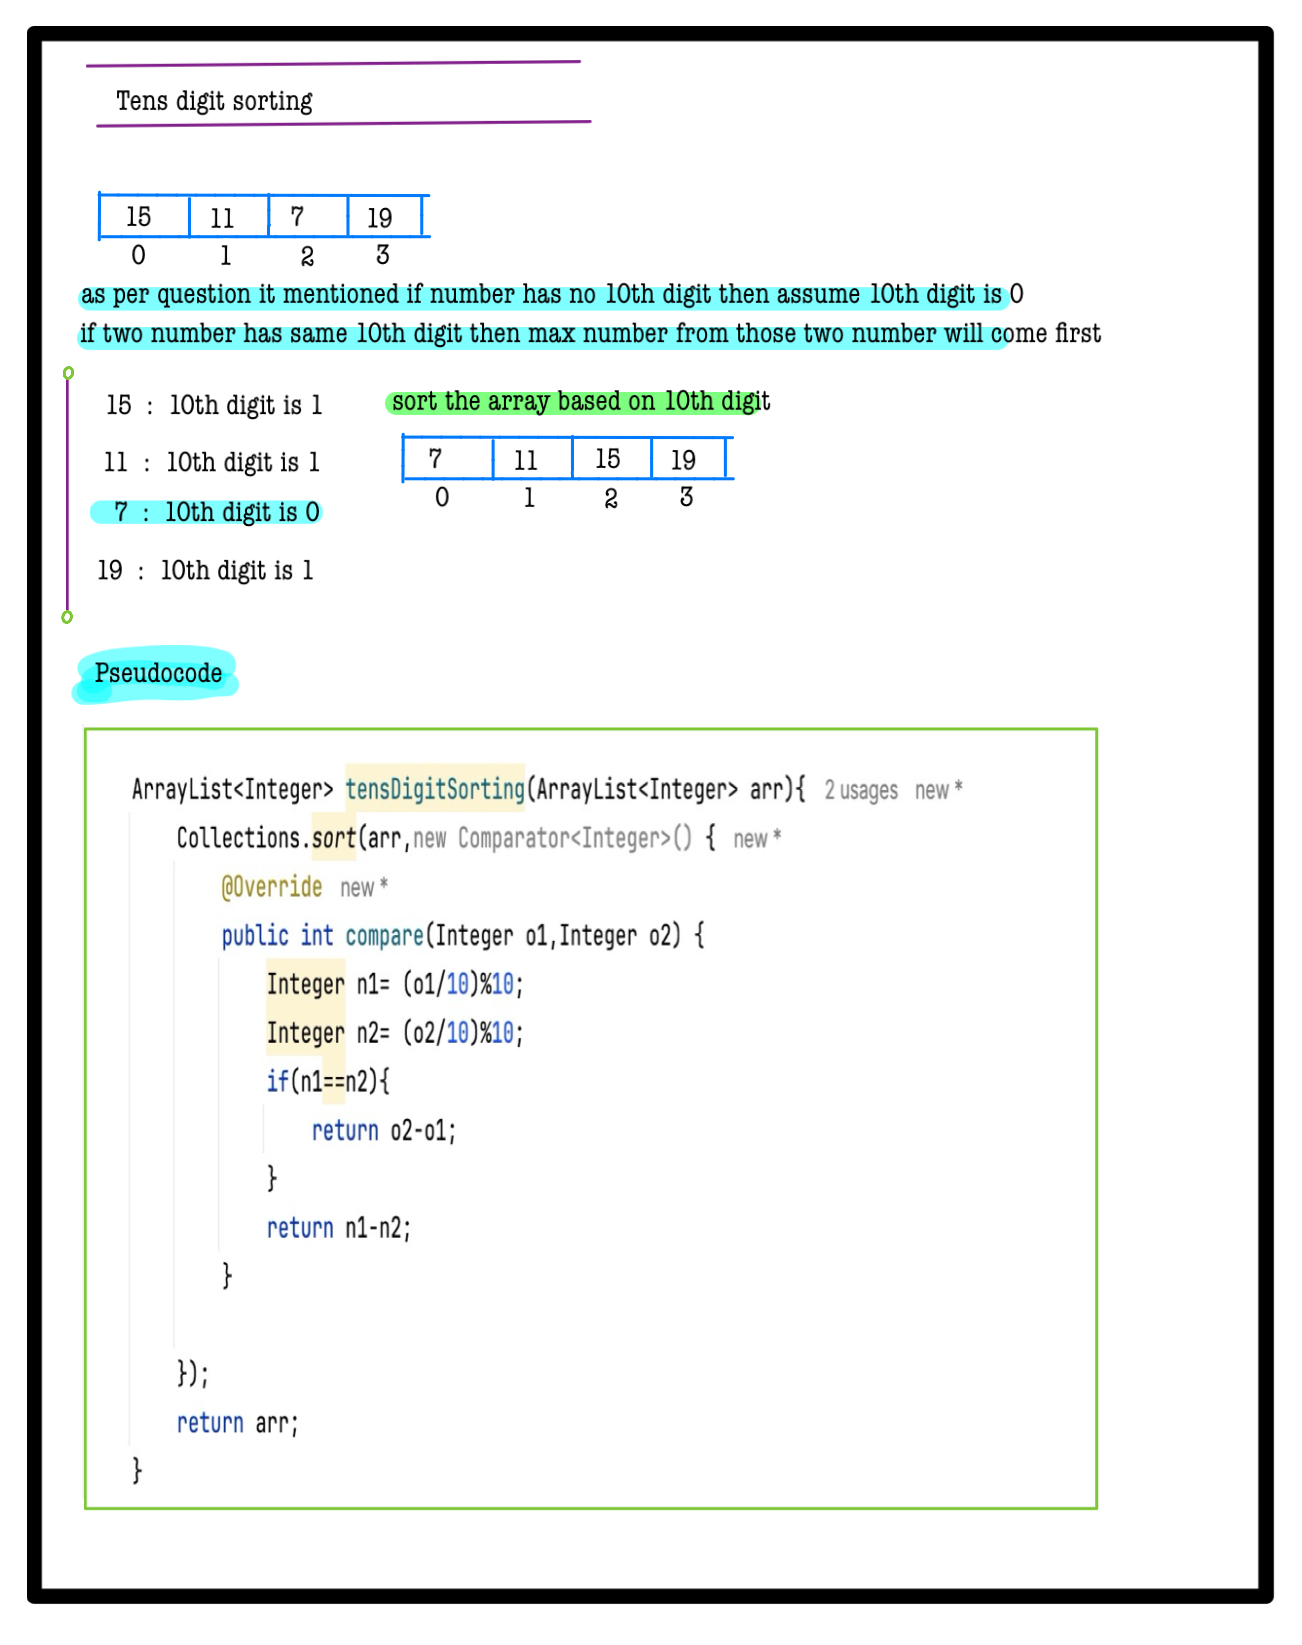 Tens digit sorting
15 11 7 19
0 1 2 3
as per question it mentioned if number has no 10th digit then assume 10th digit is 0
if two number has same 10th digit then max number from those two number will come first
15 : 10th digit is 1
sort the array based on 10th digit
11 : 10th digit is 1
7 11 15 19
0 1 2 3
7 : 10th digit is 0
19 : 10th digit is 1
Pseudocode
ArrayList<Integer> tensDigitSorting(ArrayList<Integer> arr){ 2 usages new *
Collections.sort(arr,new Comparator<Integer>() { new *
@Override new *
public int compare(Integer o1,Integer o2) {
Integer n1= (o1/10)%10;
Integer n2= (o2/10)%10;
if(n1==n2){
return o2-o1;
}
return n1-n2;
}
});
return arr;
}